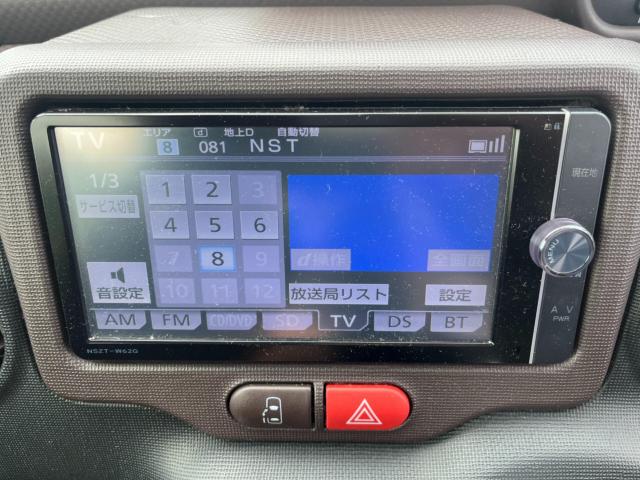 TV エリア 8 d 地上D 081 自動切替 NST
1/3
サービス切替
1 2 3
4 5 6
7 8 9
10 11 12
音設定
d操作 全画面
放送局リスト 設定
AM FM CD/DVD SD TV DS BT
NSZT-W62G
現在地
MENU
A V
PWR